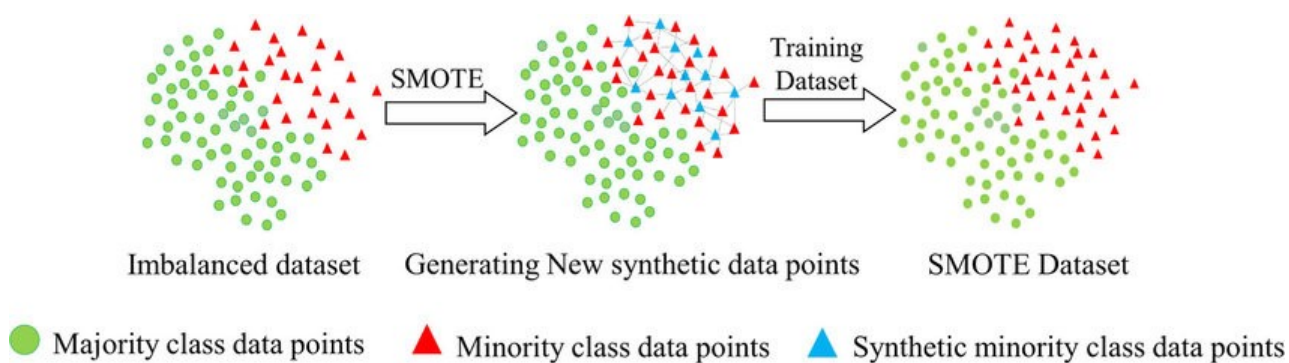 SMOTE
Training
Dataset
Imbalanced dataset
Generating New synthetic data points
SMOTE Dataset
Majority class data points
Minority class data points
Synthetic minority class data points